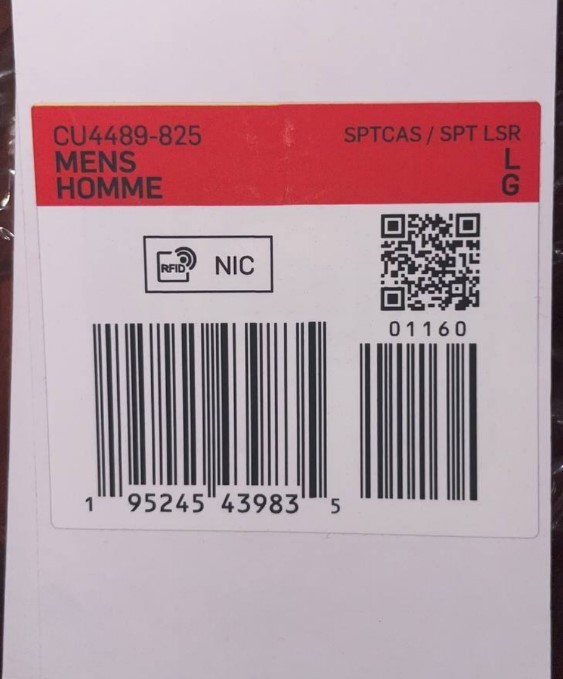 CU4489-825 SPTCAS / SPT LSR
MENS L
HOMME G
RFID NIC
01160
1 95245 43983 5